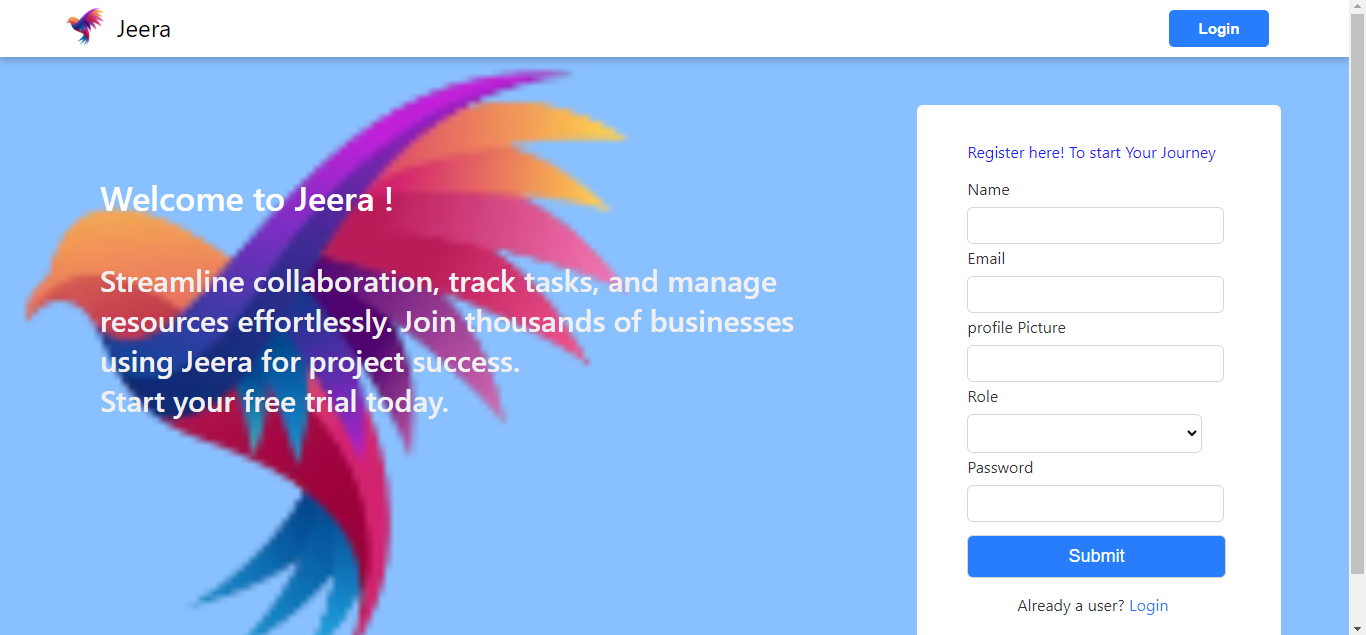 Jeera
Login
Welcome to Jeera !
Streamline collaboration, track tasks, and manage
resources effortlessly. Join thousands of businesses
using Jeera for project success.
Start your free trial today.
Register here! To start Your Journey
Name
Email
profile Picture
Role
Password
Submit
Already a user? Login